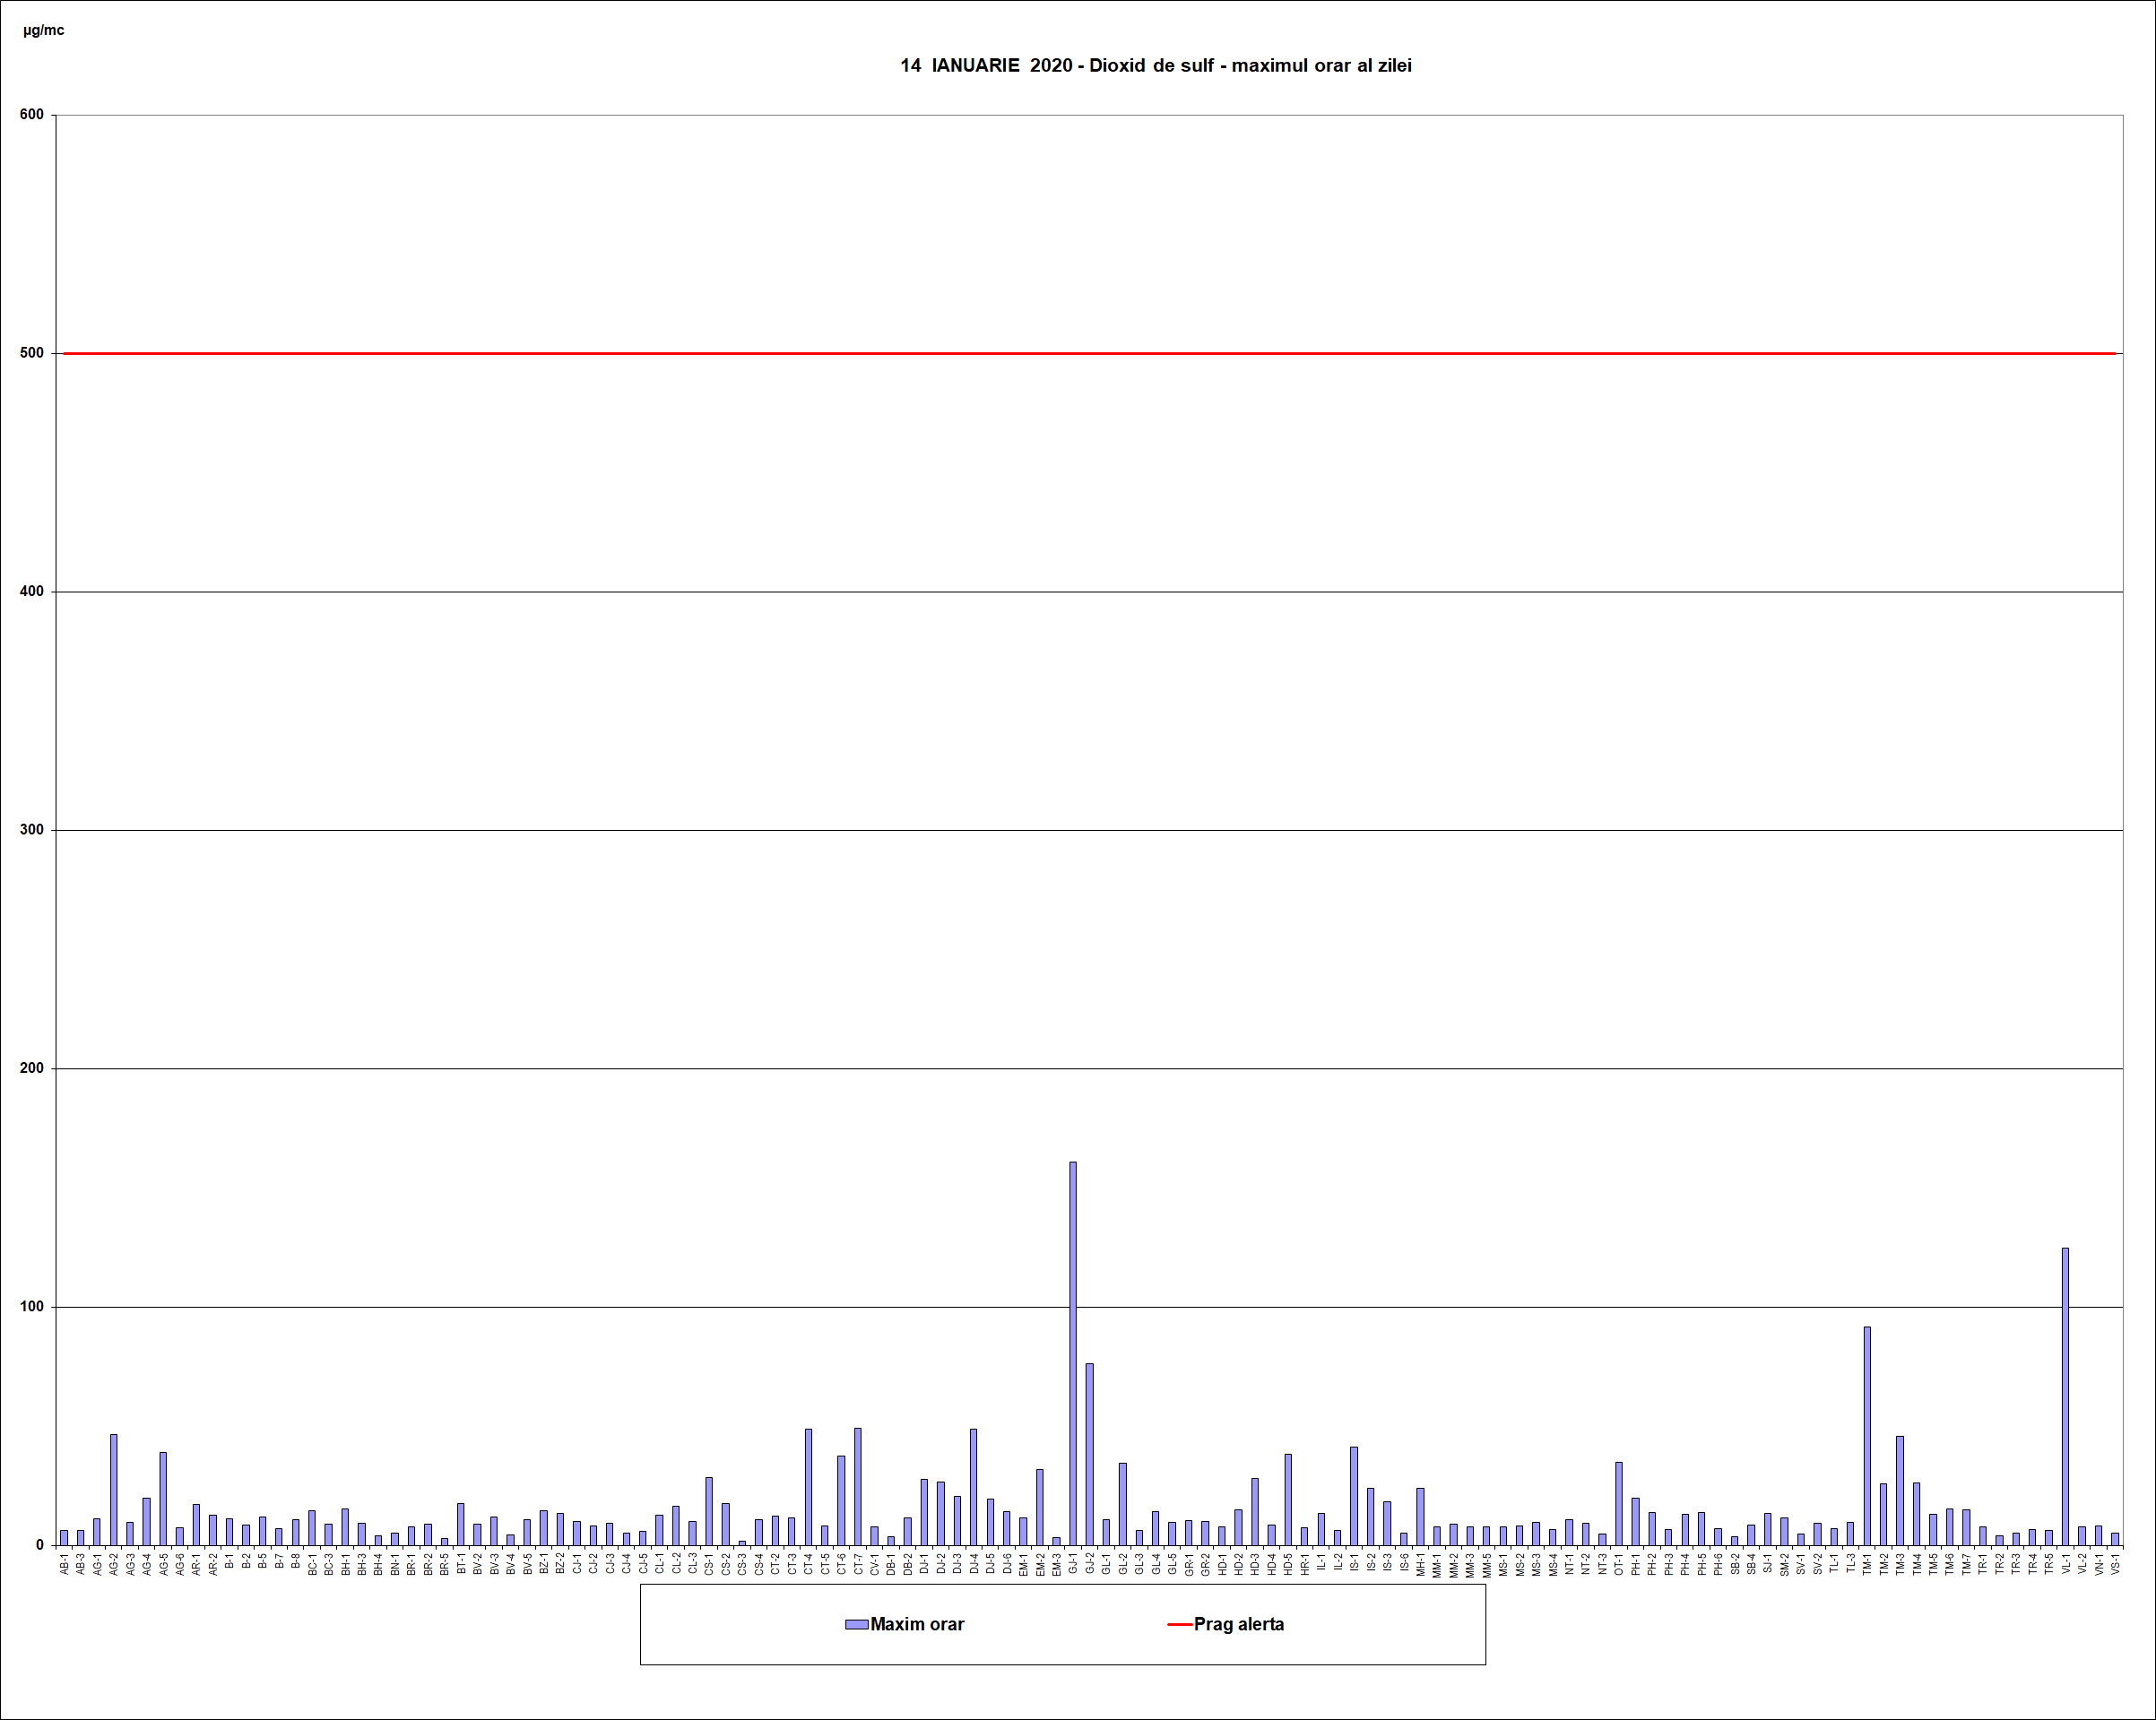 µg/mc
14 IANUARIE 2020 - Dioxid de sulf - maximul orar al zilei
600
500
400
300
200
100
0
AB-1 AB-3 AG-1 AG-2 AG-3 AG-4 AG-5 AG-6 AR-1 AR-2 B-1 B-2 B-5 B-7 B-8 BC-1 BC-3 BH-1 BH-3 BH-4 BN-1 BR-1 BR-2 BR-5 BT-1 BV-2 BV-3 BV-4 BV-5 BZ-1 BZ-2 CJ-1 CJ-2 CJ-3 CJ-4 CJ-5 CL-1 CL-2 CL-3 CS-1 CS-2 CS-3 CS-4 CT-2 CT-3 CT-4 CT-5 CT-6 CT-7 CV-1 DB-1 DB-2 DJ-1 DJ-2 DJ-3 DJ-4 DJ-5 DJ-6 EM-1 EM-2 EM-3 GJ-1 GJ-2 GL-1 GL-2 GL-3 GL-4 GL-5 GR-1 GR-2 HD-1 HD-2 HD-3 HD-4 HD-5 HR-1 IL-1 IL-2 IS-1 IS-2 IS-3 IS-6 MH-1 MM-1 MM-2 MM-3 MM-5 MS-1 MS-2 MS-3 MS-4 NT-1 NT-2 NT-3 OT-1 PH-1 PH-2 PH-3 PH-4 PH-5 PH-6 SB-2 SB-4 SJ-1 SM-2 SV-1 SV-2 TL-1 TL-3 TM-1 TM-2 TM-3 TM-4 TM-5 TM-6 TM-7 TR-1 TR-2 TR-3 TR-4 TR-5 VL-1 VL-2 VN-1 VS-1
Maxim orar Prag alerta